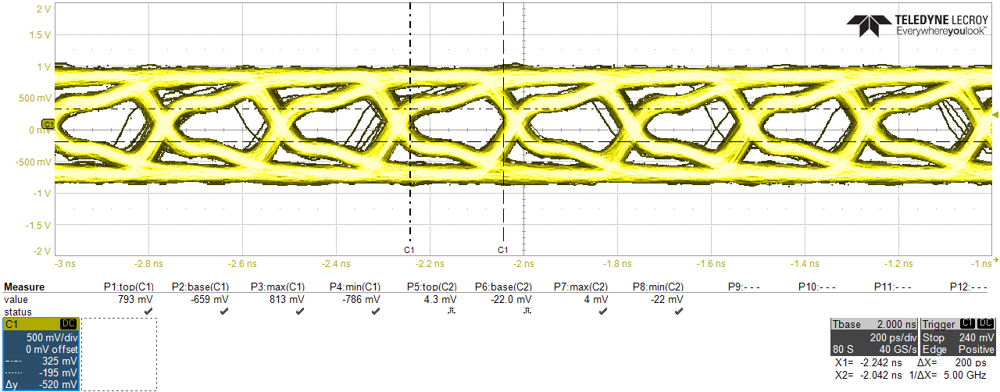 2 V
TELEDYNE LECROY
Everywhereyoulook™
1.5 V
1 V
500 mV
C1
0 mV
-500 mV
-1 V
-1.5 V
-2 V
C1 C1
-3 ns -2.8 ns -2.6 ns -2.4 ns -2.2 ns -2 ns -1.8 ns -1.6 ns -1.4 ns -1.2 ns -1 ns
Measure P1:top(C1) P2:base(C1) P3:max(C1) P4:min(C1) P5:top(C2) P6:base(C2) P7:max(C2) P8:min(C2) P9:- - - P10:- - - P11:- - - P12:- - -
value 793 mV -659 mV 813 mV -786 mV 4.3 mV -22.0 mV 4 mV -22 mV
status
C1 DC
500 mV/div
0 mV offset
325 mV
-195 mV
Δy -520 mV
Tbase 2.000 ns
200 ps/div
80 S 40 GS/s
Trigger C1 DC
Stop 240 mV
Edge Positive
X1= -2.242 ns ΔX= 200 ps
X2= -2.042 ns 1/ΔX= 5.00 GHz